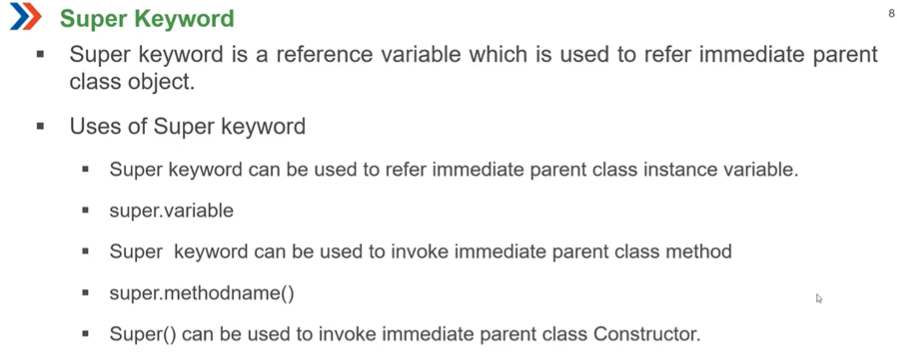 Super Keyword
8
▪ Super keyword is a reference variable which is used to refer immediate parent
class object.
▪ Uses of Super keyword
▪ Super keyword can be used to refer immediate parent class instance variable.
▪ super.variable
▪ Super  keyword can be used to invoke immediate parent class method
▪ super.methodname()
▪ Super() can be used to invoke immediate parent class Constructor.